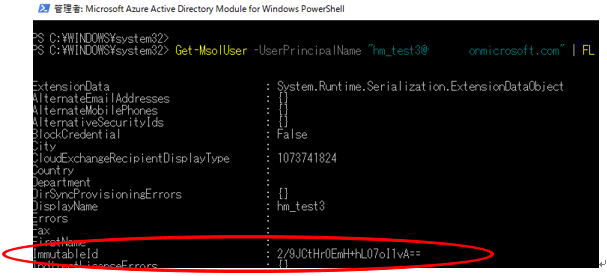 管理者: Microsoft Azure Active Directory Module for Windows PowerShell
PS C:¥WINDOWS¥system32>
PS C:¥WINDOWS¥system32> Get-MsolUser -UserPrincipalName "hm_test3@ onmicrosoft.com" | FL
ExtensionData : System.Runtime.Serialization.ExtensionDataObject
AlternateEmailAddresses : {}
AlternateMobilePhones : {}
AlternativeSecurityIds : {}
BlockCredential : False
City :
CloudExchangeRecipientDisplayType : 1073741824
Country :
Department :
DirSyncProvisioningErrors : {}
DisplayName : hm_test3
Errors :
Fax :
FirstName :
ImmutableId : 2/9JCtHr0EmH+hL07oI1vA==
IndirectLicenseErrors : {}